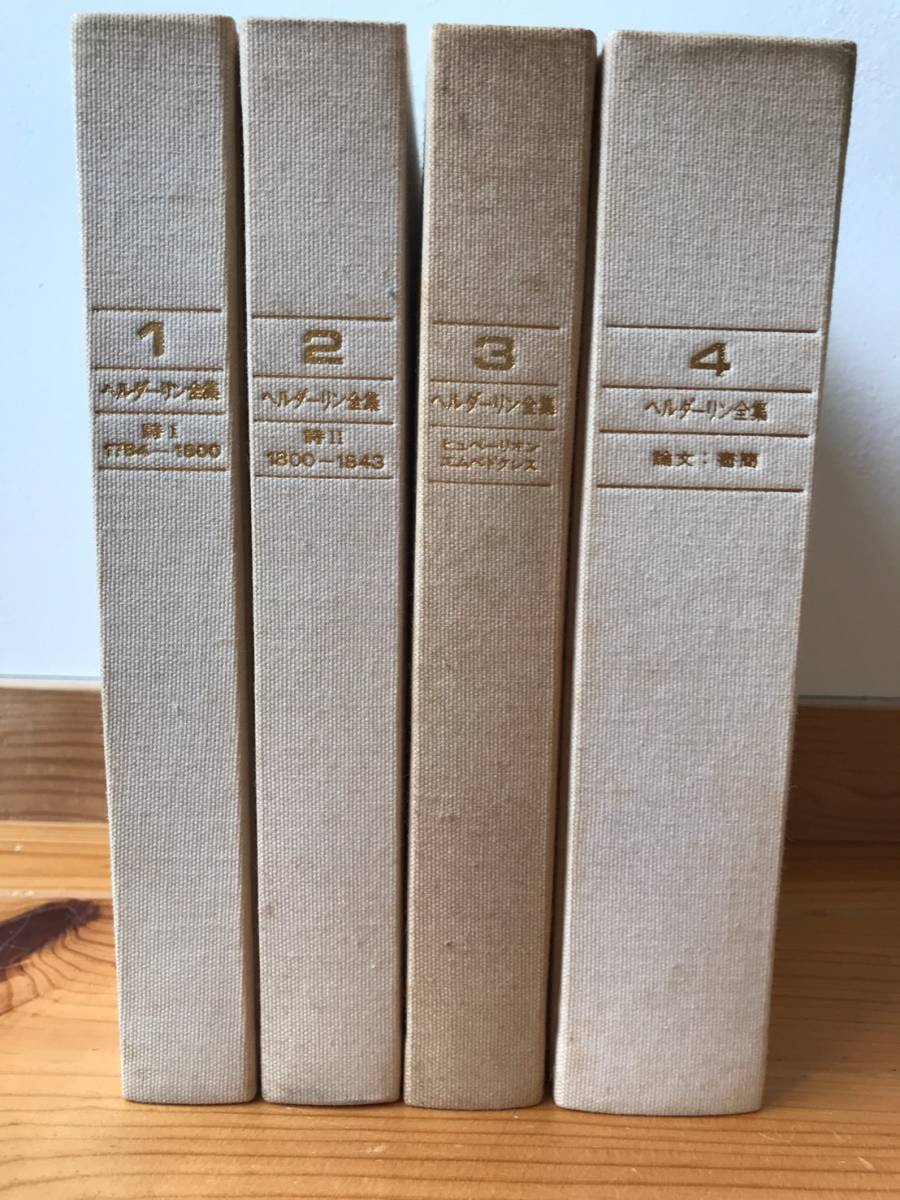 1
ヘルダーリン全集
詩 I
1784—1800
2
ヘルダーリン全集
詩 II
1800—1843
3
ヘルダーリン全集
ヒュペーリオン
エムペドクレス
4
ヘルダーリン全集
論文：書簡